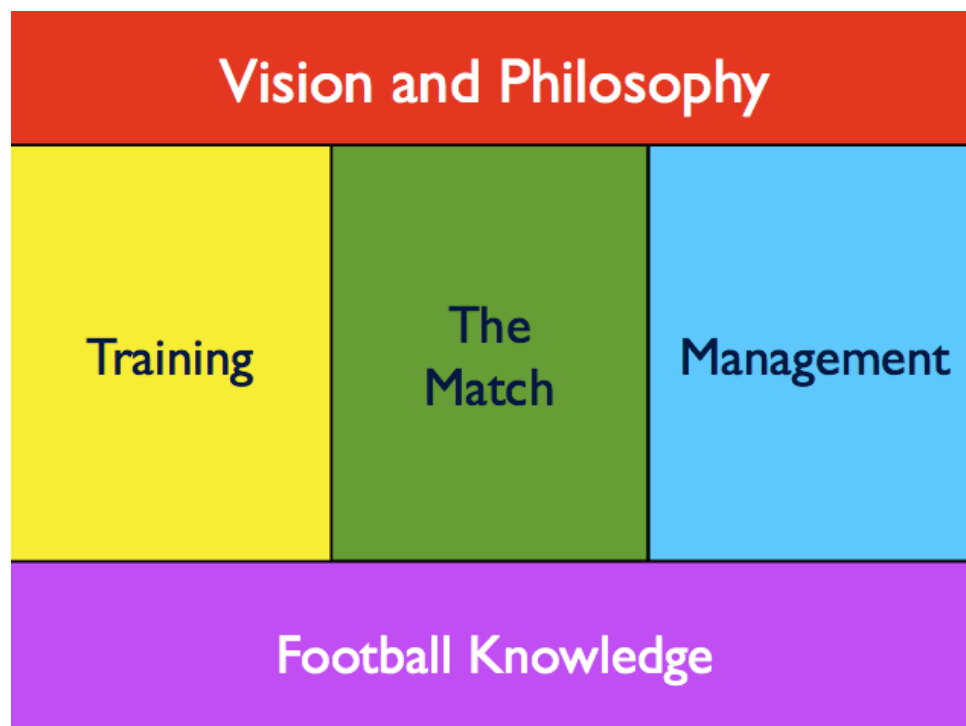 Vision and Philosophy
Training
The
Match
Management
Football Knowledge